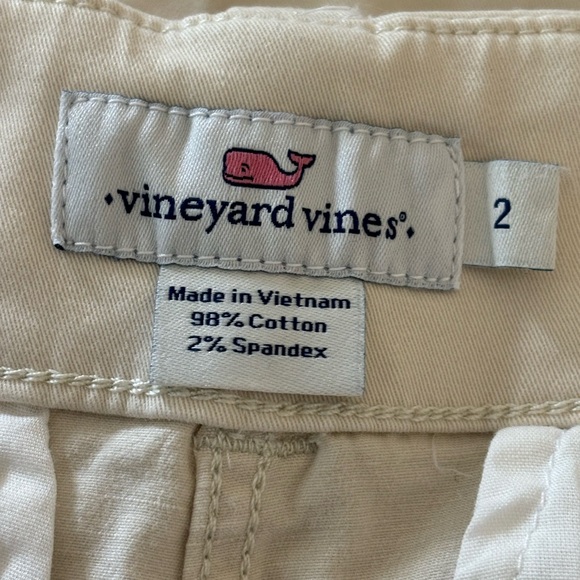 ·vineyard vines®·
2
Made in Vietnam
98% Cotton
2% Spandex